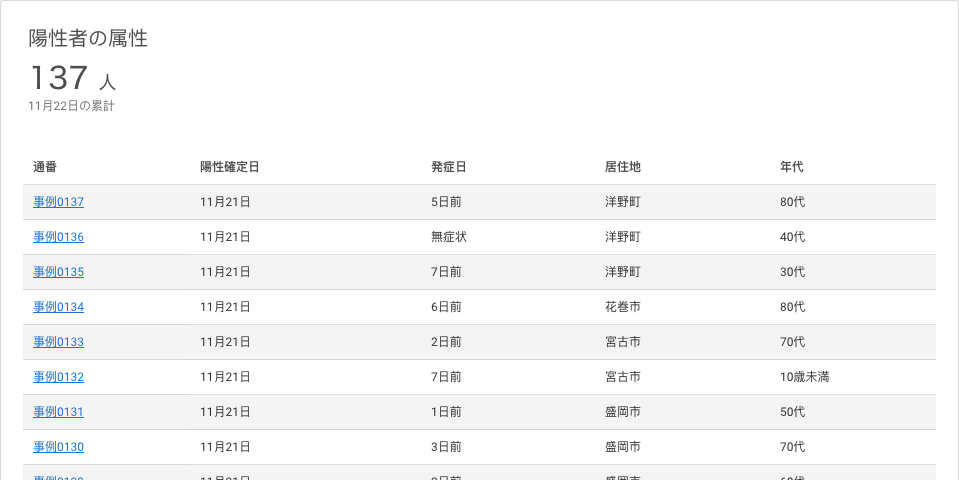 陽性者の属性
137 人
11月22日の累計
通番 陽性確定日 発症日 居住地 年代
事例0137 11月21日 5日前 洋野町 80代
事例0136 11月21日 無症状 洋野町 40代
事例0135 11月21日 7日前 洋野町 30代
事例0134 11月21日 6日前 花巻市 80代
事例0133 11月21日 2日前 宮古市 70代
事例0132 11月21日 7日前 宮古市 10歳未満
事例0131 11月21日 1日前 盛岡市 50代
事例0130 11月21日 3日前 盛岡市 70代